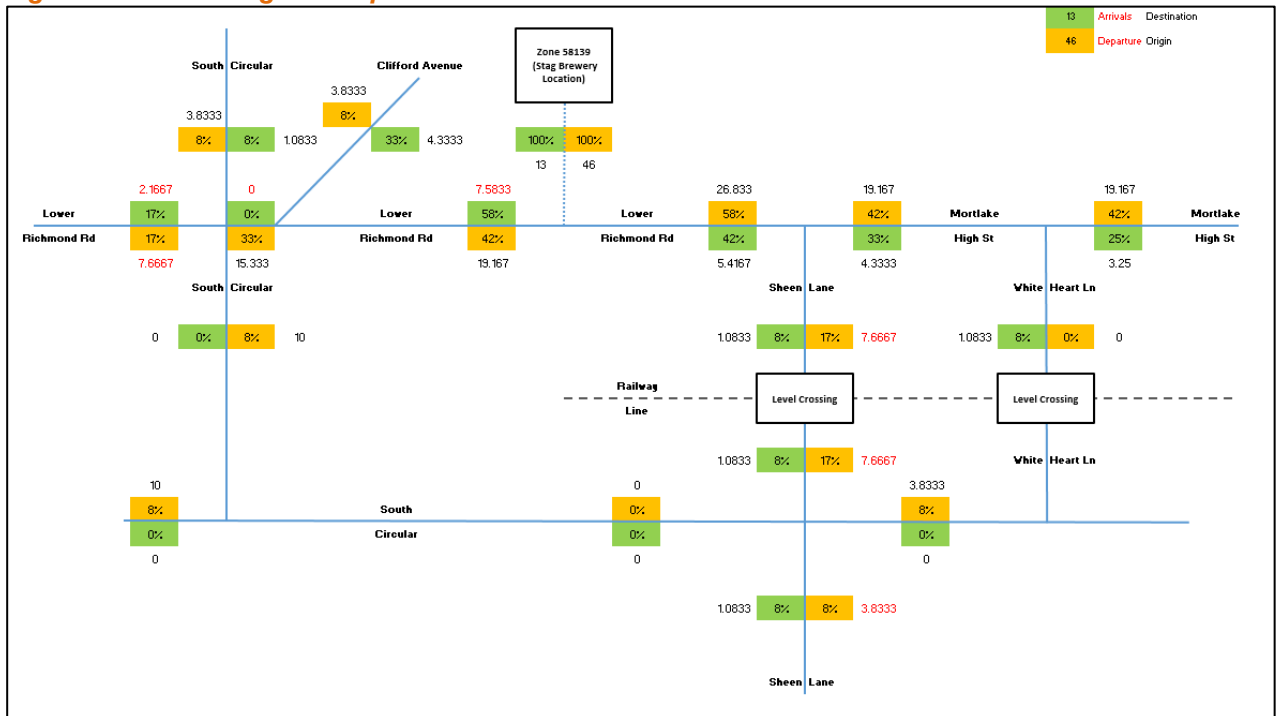 13 Arrivals Destination
46 Departure Origin
Zone 58139
(Stag Brewery
Location)
South Circular
Clifford Avenue
3.8333
8%
3.8333
8% 8% 1.0833
33% 4.3333
100% 100%
13 46
2.1667 0 7.5833 26.833 19.167 19.167
Lower 17% 0% Lower 58% Lower 58% 42% Mortlake 42% Mortlake
Richmond Rd 17% 33% Richmond Rd 42% Richmond Rd 42% 33% High St 25% High St
7.6667 15.333 19.167 5.4167 4.3333 3.25
South Circular Sheen Lane White Heart Ln
0 0% 8% 10 1.0833 8% 17% 7.6667 1.0833 8% 0% 0
Railway
Line
Level Crossing Level Crossing
1.0833 8% 17% 7.6667 White Heart Ln
10 0 3.8333
8% South 0% 8%
0% Circular 0% 0%
0 0 0
1.0833 8% 8% 3.8333
Sheen Lane